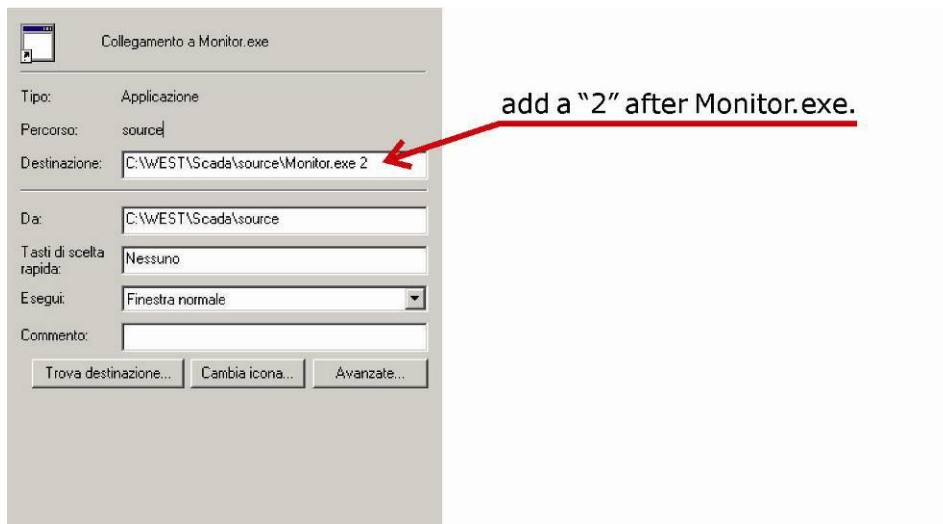 Collegamento a Monitor.exe
Tipo: Applicazione
Percorso: source
Destinazione: C:\WEST\Scada\source\Monitor.exe 2
add a “2” after Monitor.exe.
Da: C:\WEST\Scada\source
Tasti di scelta
rapida: Nessuno
Esegui: Finestra normale
Commento:
Trova destinazione... Cambia icona... Avanzate...